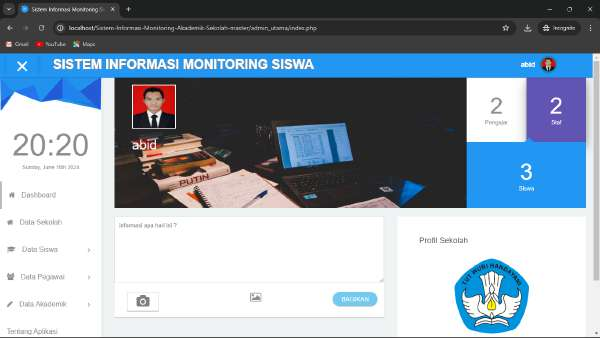 Sistem Informasi Monitoring Si
localhost/Sistem-Informasi-Monitoring-Akademik-Sekolah-master/admin_utama/index.php
Incognito
Gmail
YouTube
Maps
SISTEM INFORMASI MONITORING SISWA
abid
20:20
Sunday, June 16th 2024
Dashboard
Data Sekolah
Data Siswa
Data Pegawai
Data Akademik
Tentang Aplikasi
abid
PUTIN
2
Pengajar
2
Staf
3
Siswa
Informasi apa hari ini ?
BAGIKAN
Profil Sekolah
TUT WURI HANDAYANI